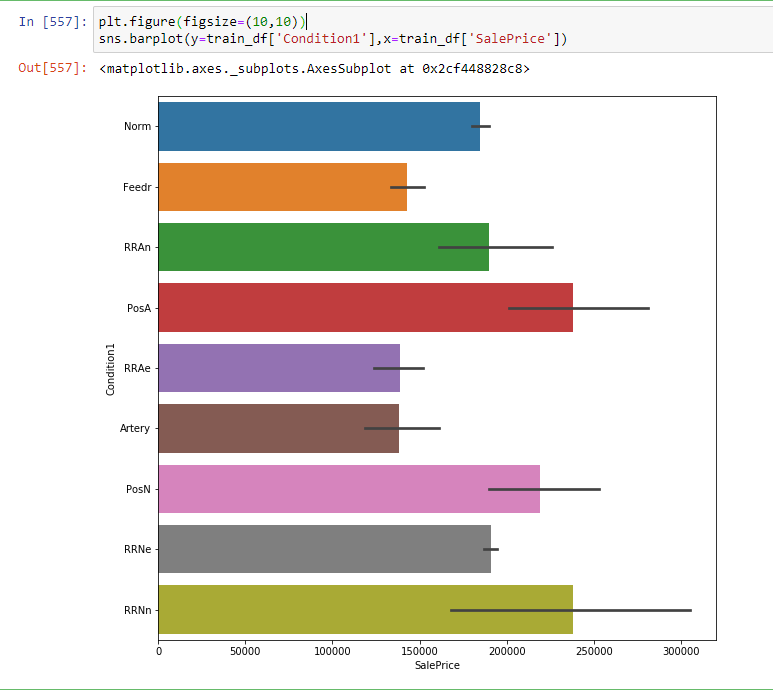 In [557]: plt.figure(figsize=(10,10))
sns.barplot(y=train_df['Condition1'],x=train_df['SalePrice'])
Out[557]: <matplotlib.axes._subplots.AxesSubplot at 0x2cf448828c8>
Norm
Feedr
RRAn
PosA
RRAe
Artery
PosN
RRNe
RRNn
Condition1
0 50000 100000 150000 200000 250000 300000
SalePrice